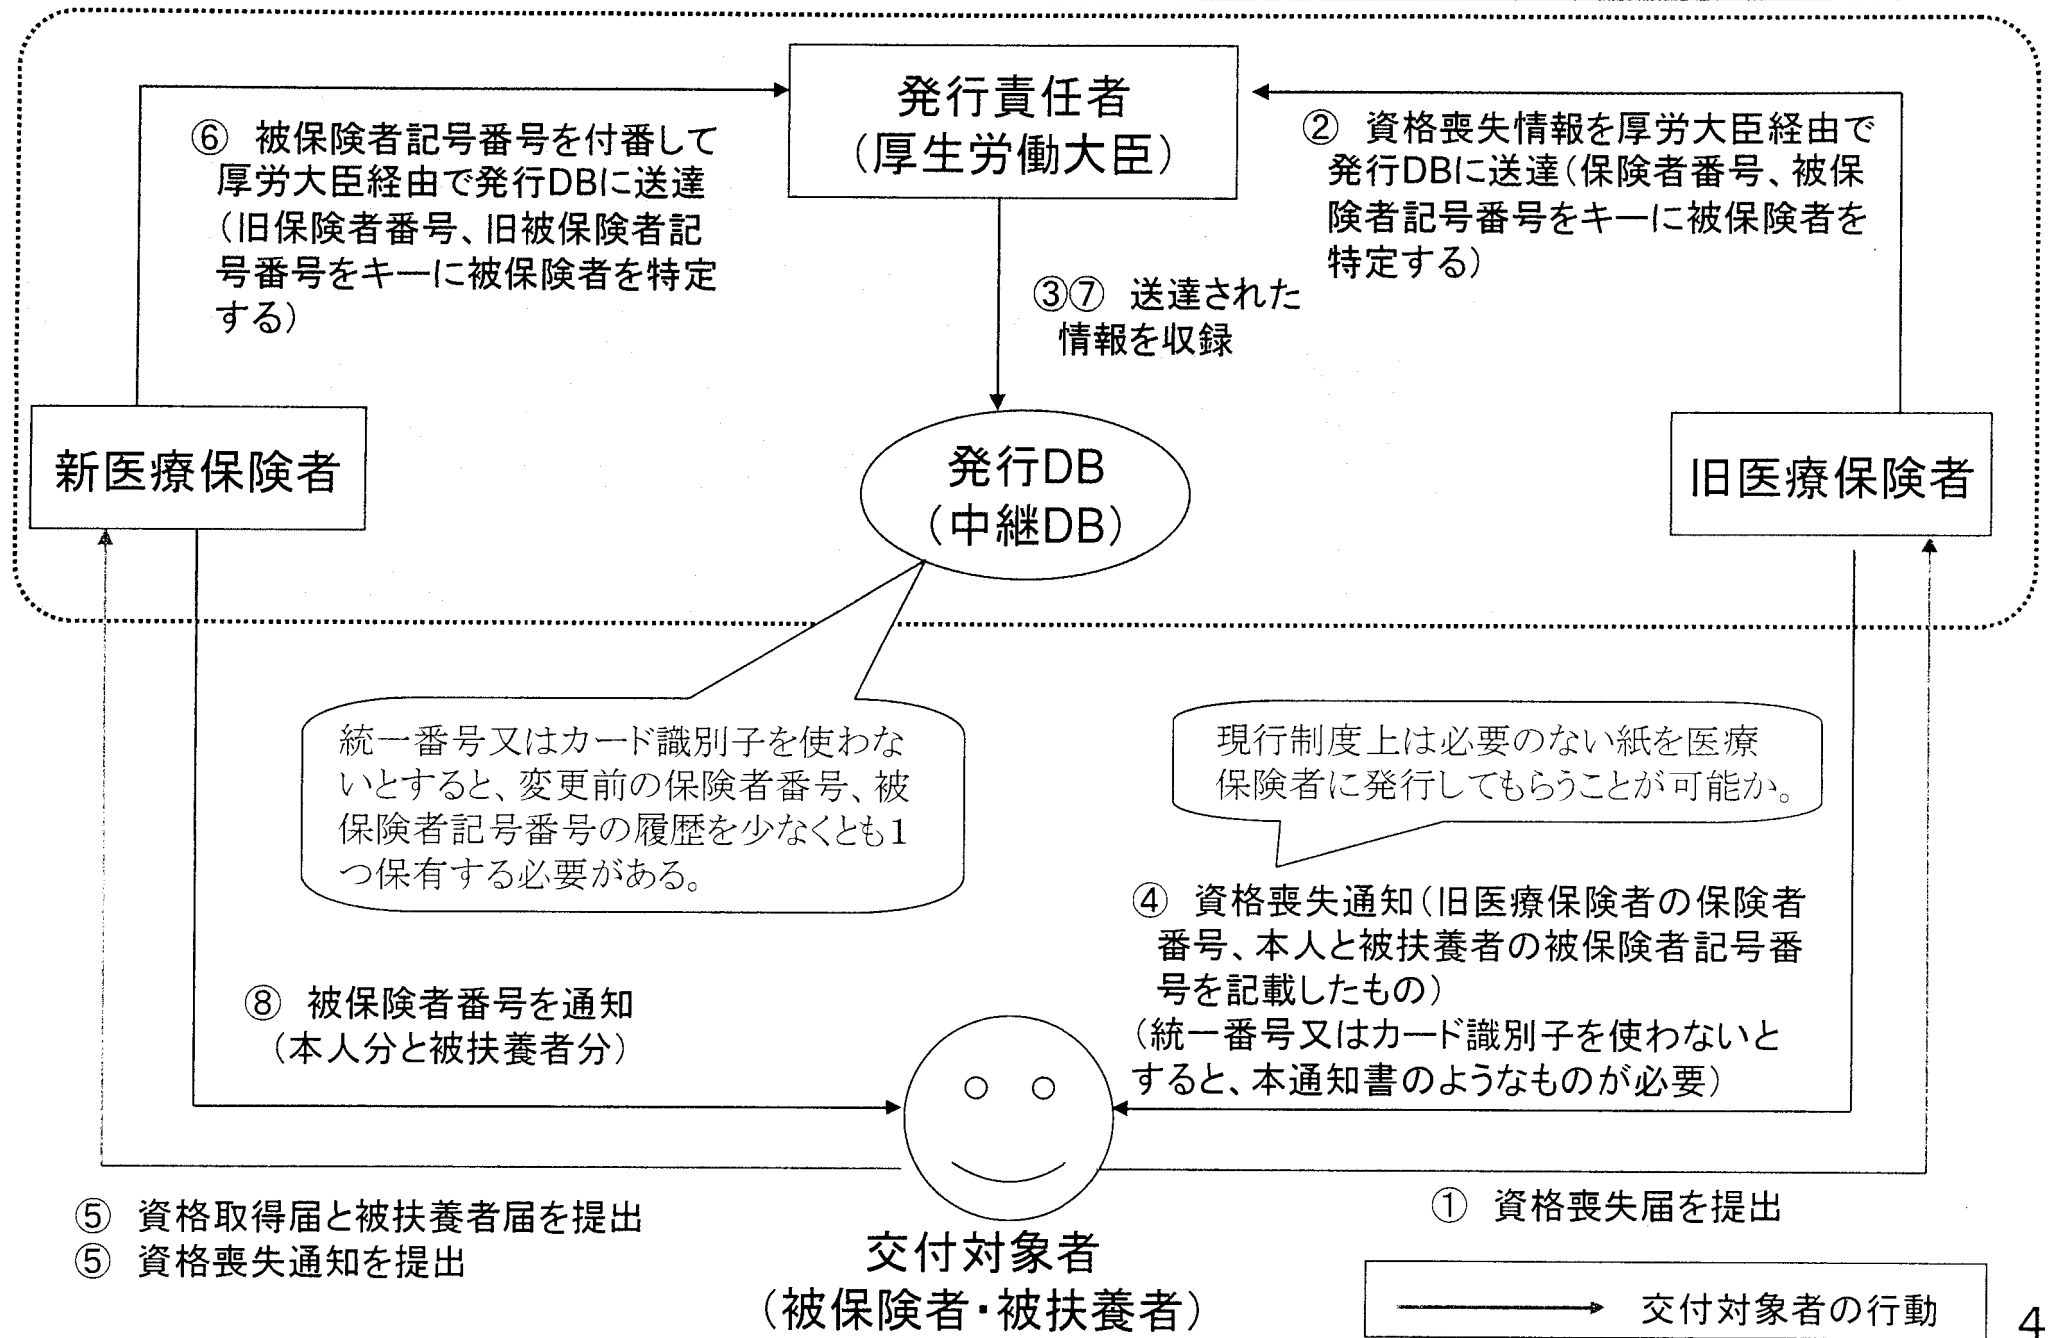 発行責任者
（厚生労働大臣）
⑥ 被保険者記号番号を付番して
厚労大臣経由で発行DBに送達
（旧保険者番号、旧被保険者記
号番号をキーに被保険者を特定
する）
② 資格喪失情報を厚労大臣経由で
発行DBに送達（保険者番号、被保
険者記号番号をキーに被保険者を
特定する）
③⑦ 送達された
情報を収録
新医療保険者
発行DB
（中継DB）
旧医療保険者
統一番号又はカード識別子を使わな
いとすると、変更前の保険者番号、被
保険者記号番号の履歴を少なくとも1
つ保有する必要がある。
現行制度上は必要のない紙を医療
保険者に発行してもらうことが可能か。
④ 資格喪失通知（旧医療保険者の保険者
番号、本人と被扶養者の被保険者記号番
号を記載したもの）
（統一番号又はカード識別子を使わないと
すると、本通知書のようなものが必要）
⑧ 被保険者番号を通知
（本人分と被扶養者分）
⑤ 資格取得届と被扶養者届を提出
⑤ 資格喪失通知を提出
① 資格喪失届を提出
交付対象者
（被保険者・被扶養者）
交付対象者の行動
4